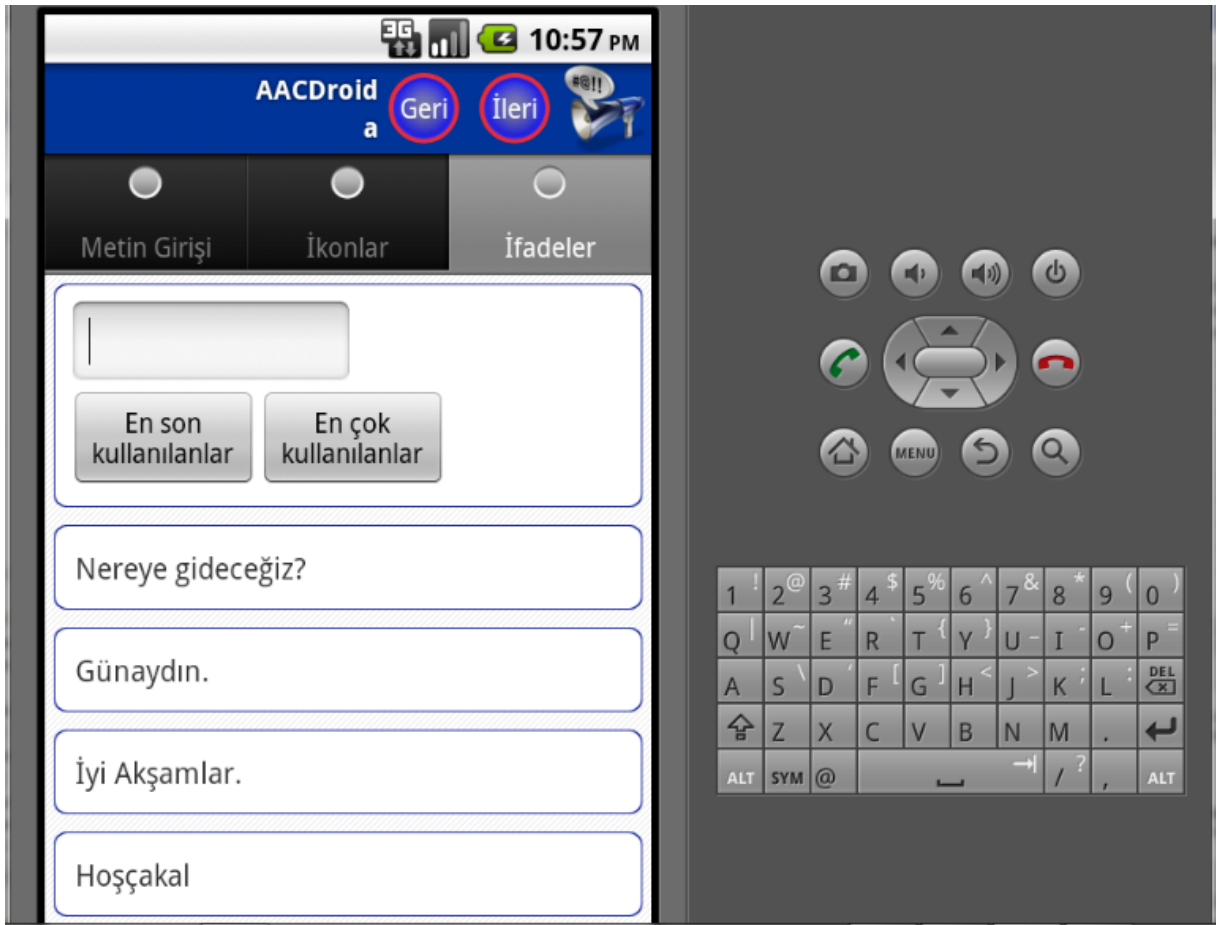 3G 10:57 PM
AACDroid
a
Geri İleri #@!!
Metin Girişi İkonlar İfadeler
En son
kullanılanlar
En çok
kullanılanlar
Nereye gideceğiz?
Günaydın.
İyi Akşamlar.
Hoşçakal
MENU
1 ! 2 @ 3 # 4 $ 5 % 6 ^ 7 & 8 * 9 ( 0 )
Q | W ~ E " R ` T { Y } U _ I - O + P =
A S \ D ' F [ G ] H < J > K ; L : DEL
Z X C V B N M .
ALT SYM @ / ? , ALT